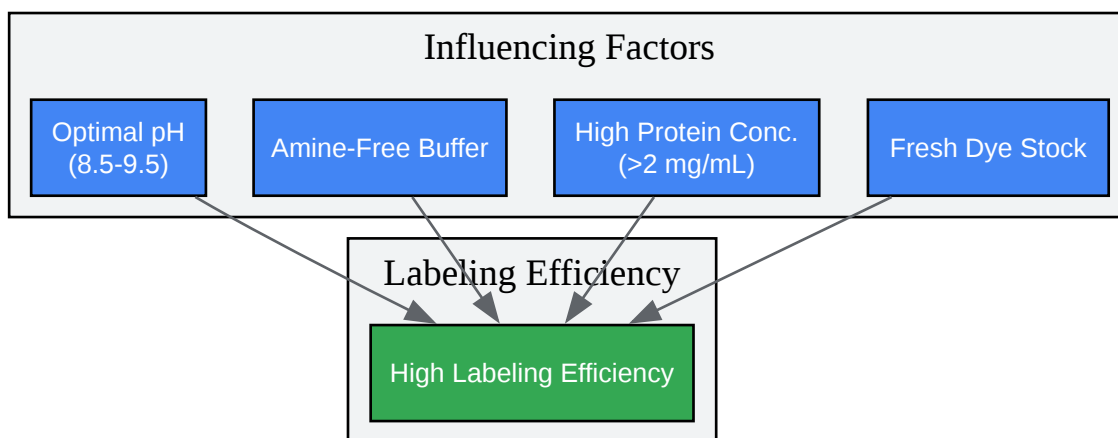 Influencing Factors
Optimal pH
(8.5-9.5)
Amine-Free Buffer
High Protein Conc.
(>2 mg/mL)
Fresh Dye Stock
Labeling Efficiency
High Labeling Efficiency